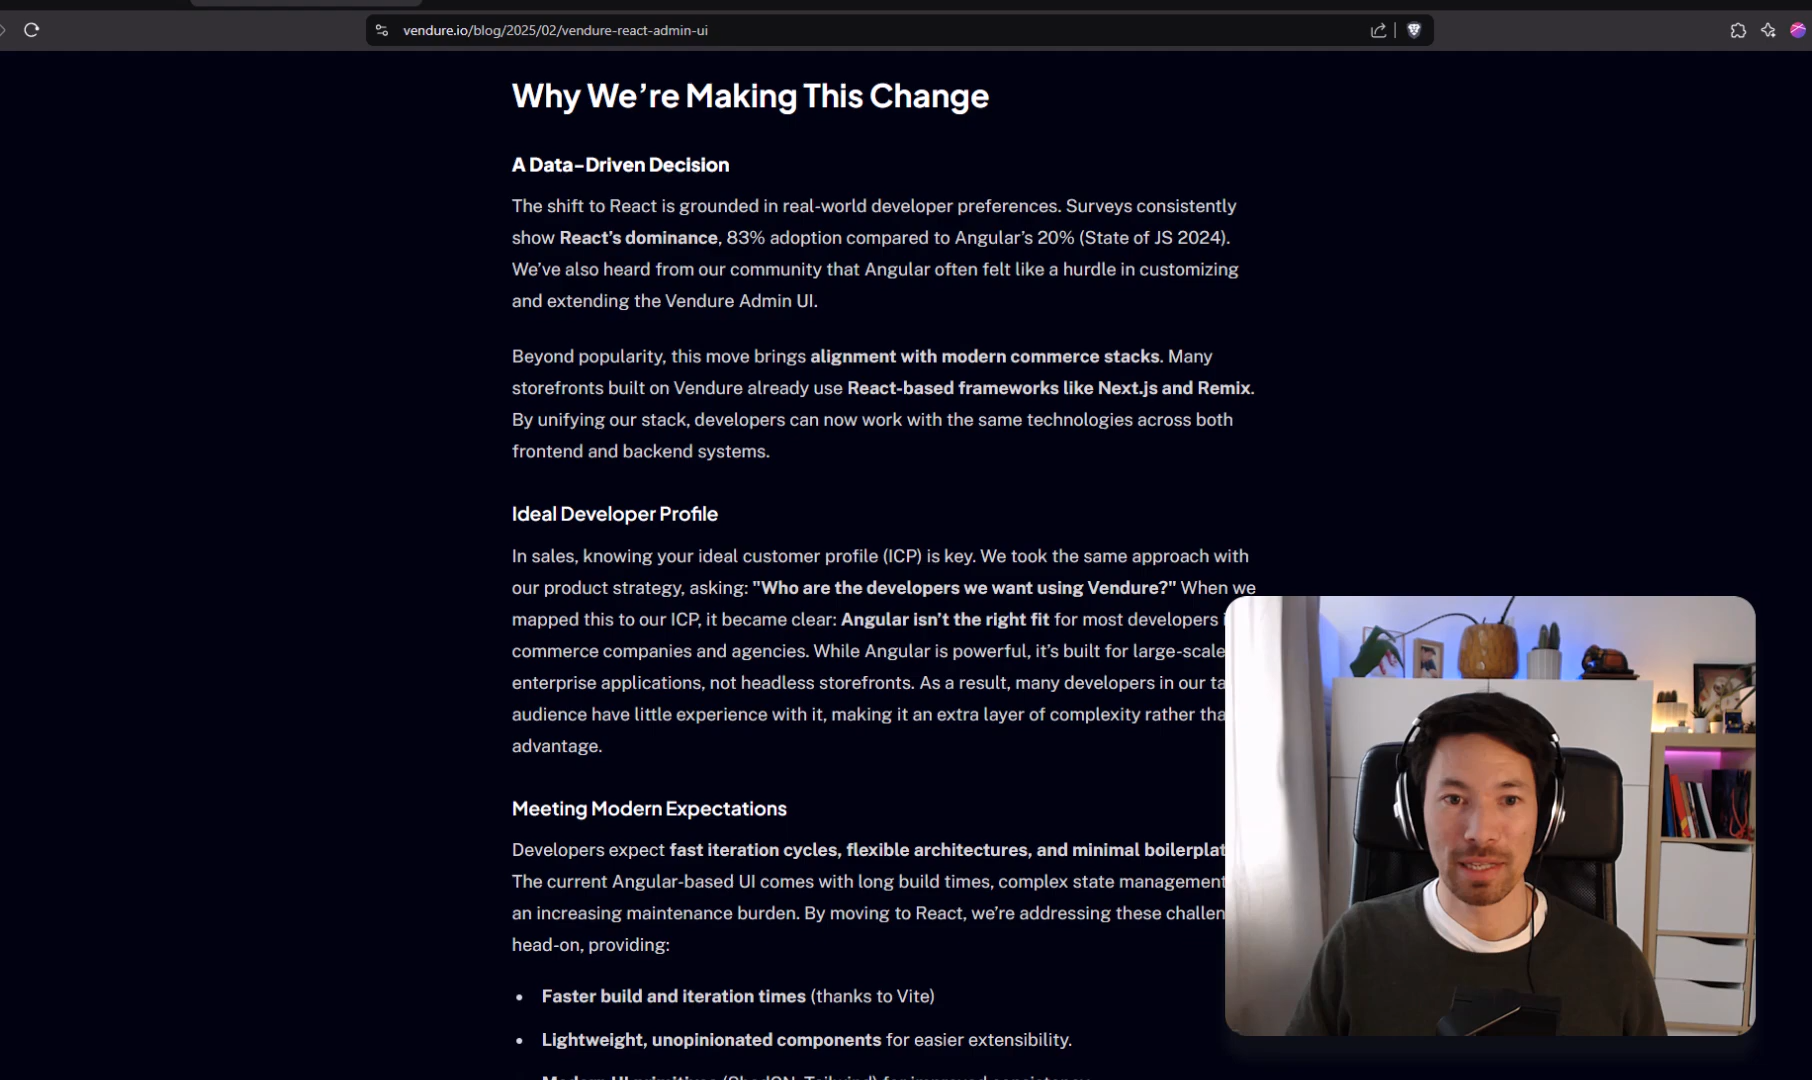 vendure.io/blog/2025/02/vendure-react-admin-ui
Why We’re Making This Change
A Data-Driven Decision
The shift to React is grounded in real-world developer preferences. Surveys consistently
show React’s dominance, 83% adoption compared to Angular’s 20% (State of JS 2024).
We’ve also heard from our community that Angular often felt like a hurdle in customizing
and extending the Vendure Admin UI.
Beyond popularity, this move brings alignment with modern commerce stacks. Many
storefronts built on Vendure already use React-based frameworks like Next.js and Remix.
By unifying our stack, developers can now work with the same technologies across both
frontend and backend systems.
Ideal Developer Profile
In sales, knowing your ideal customer profile (ICP) is key. We took the same approach with
our product strategy, asking: "Who are the developers we want using Vendure?" When we
mapped this to our ICP, it became clear: Angular isn’t the right fit for most developers
commerce companies and agencies. While Angular is powerful, it’s built for large-scale
enterprise applications, not headless storefronts. As a result, many developers in our
audience have little experience with it, making it an extra layer of complexity rather
advantage.
Meeting Modern Expectations
Developers expect fast iteration cycles, flexible architectures, and minimal
The current Angular-based UI comes with long build times, complex state management
an increasing maintenance burden. By moving to React, we’re addressing these
head-on, providing:
• Faster build and iteration times (thanks to Vite)
• Lightweight, unopinionated components for easier extensibility.